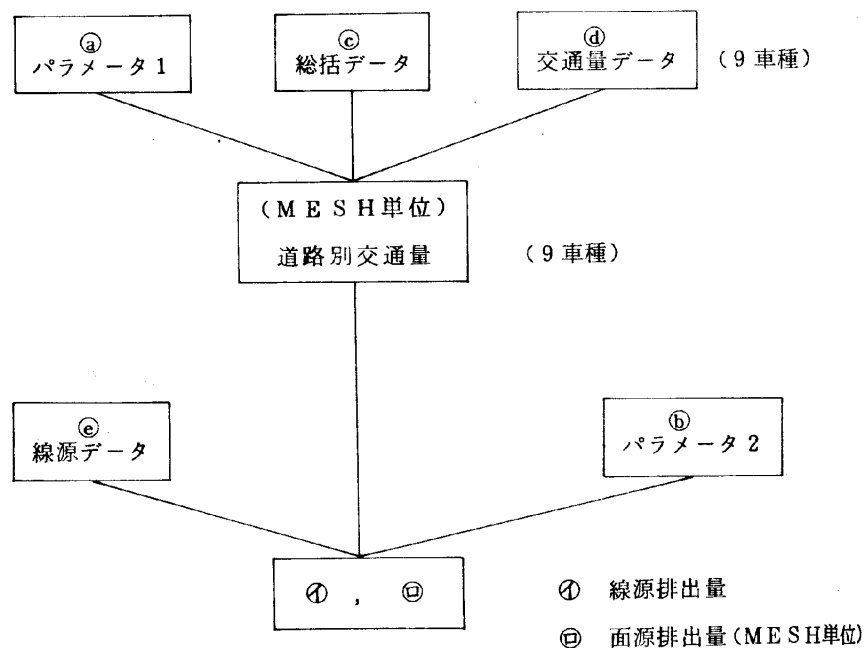 ⓐ
パラメータ1
ⓒ
総括データ
ⓓ
交通量データ
(9車種)
(MESH単位)
道路別交通量
(9車種)
ⓔ
線源データ
ⓑ
パラメータ2
㋑ , ㋺
㋑ 線源排出量
㋺ 面源排出量(MESH単位)